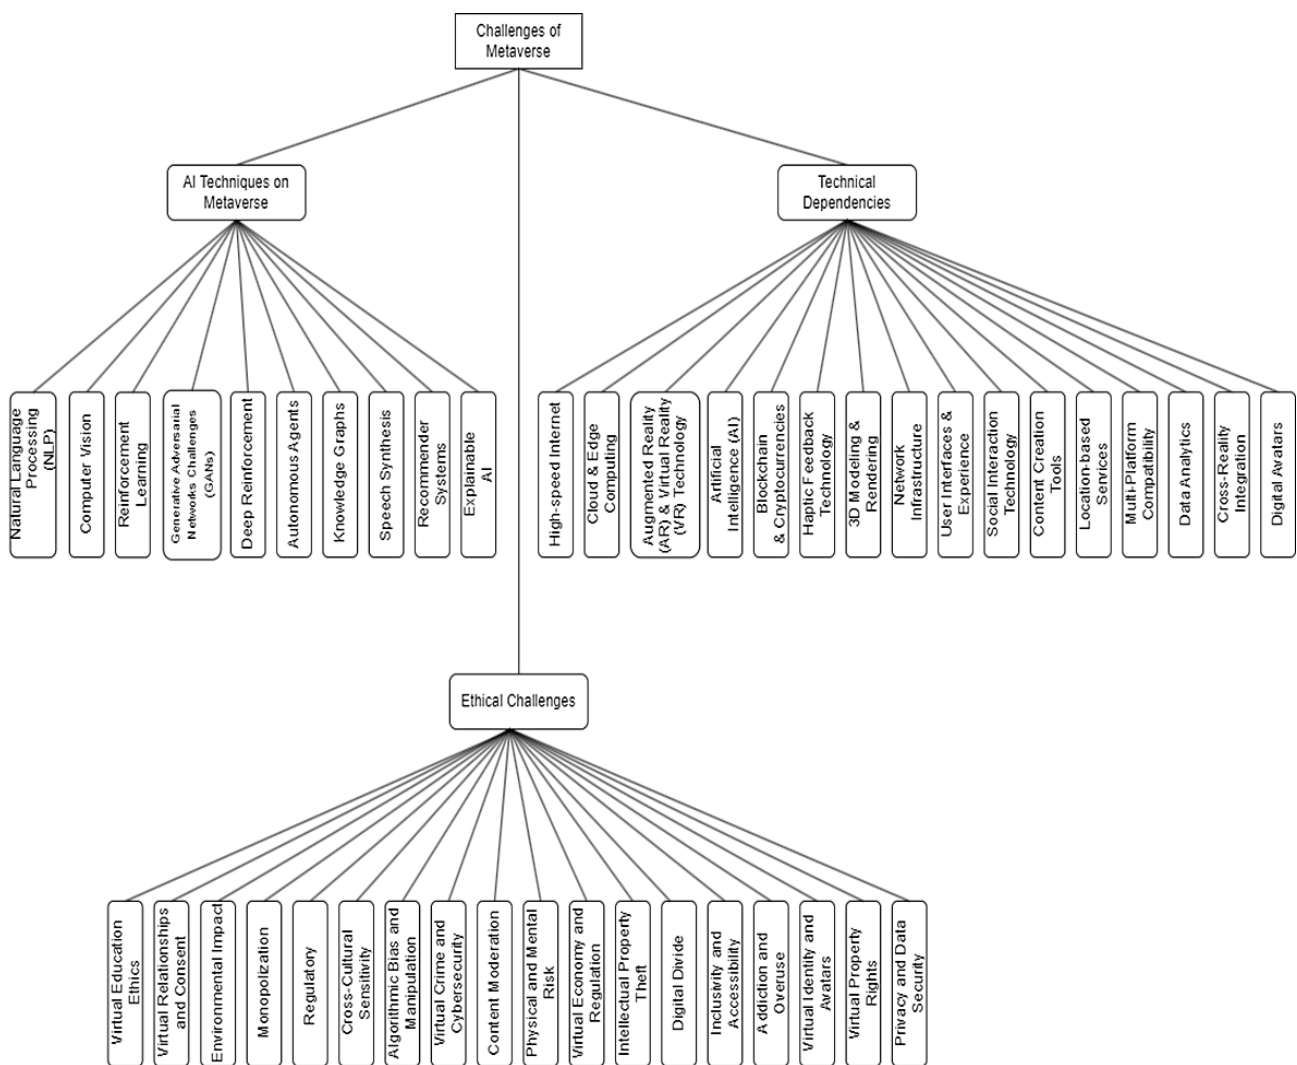 Challenges of
Metaverse
AI Techniques on
Metaverse
Technical
Dependencies
Natural Language
Processing
(NLP)
Computer Vision
Reinforcement
Learning
Generative Adversarial
Networks Challenges
(GANs)
Deep Reinforcement
Autonomous Agents
Knowledge Graphs
Speech Synthesis
Recommender
Systems
Explainable
AI
High-speed Internet
Cloud & Edge
Computing
Augmented Reality
(AR) & Virtual Reality
(VR) Technology
Artificial
Intelligence (AI)
Blockchain
& Cryptocurrencies
Haptic Feedback
Technology
3D Modeling &
Rendering
Network
Infrastructure
User Interfaces &
Experience
Social Interaction
Technology
Content Creation
Tools
Location-based
Services
Multi-Platform
Compatibility
Data Analytics
Cross-Reality
Integration
Digital Avatars
Ethical Challenges
Virtual Education
Ethics
Virtual Relationships
and Consent
Environmental Impact
Monopolization
Regulatory
Cross-Cultural
Sensitivity
Algorithmic Bias and
Manipulation
Virtual Crime and
Cybersecurity
Content Moderation
Physical and Mental
Risk
Virtual Economy and
Regulation
Intellectual Property
Theft
Digital Divide
Inclusivity and
Accessibility
Addiction and
Overuse
Virtual Identity and
Avatars
Virtual Property
Rights
Privacy and Data
Security